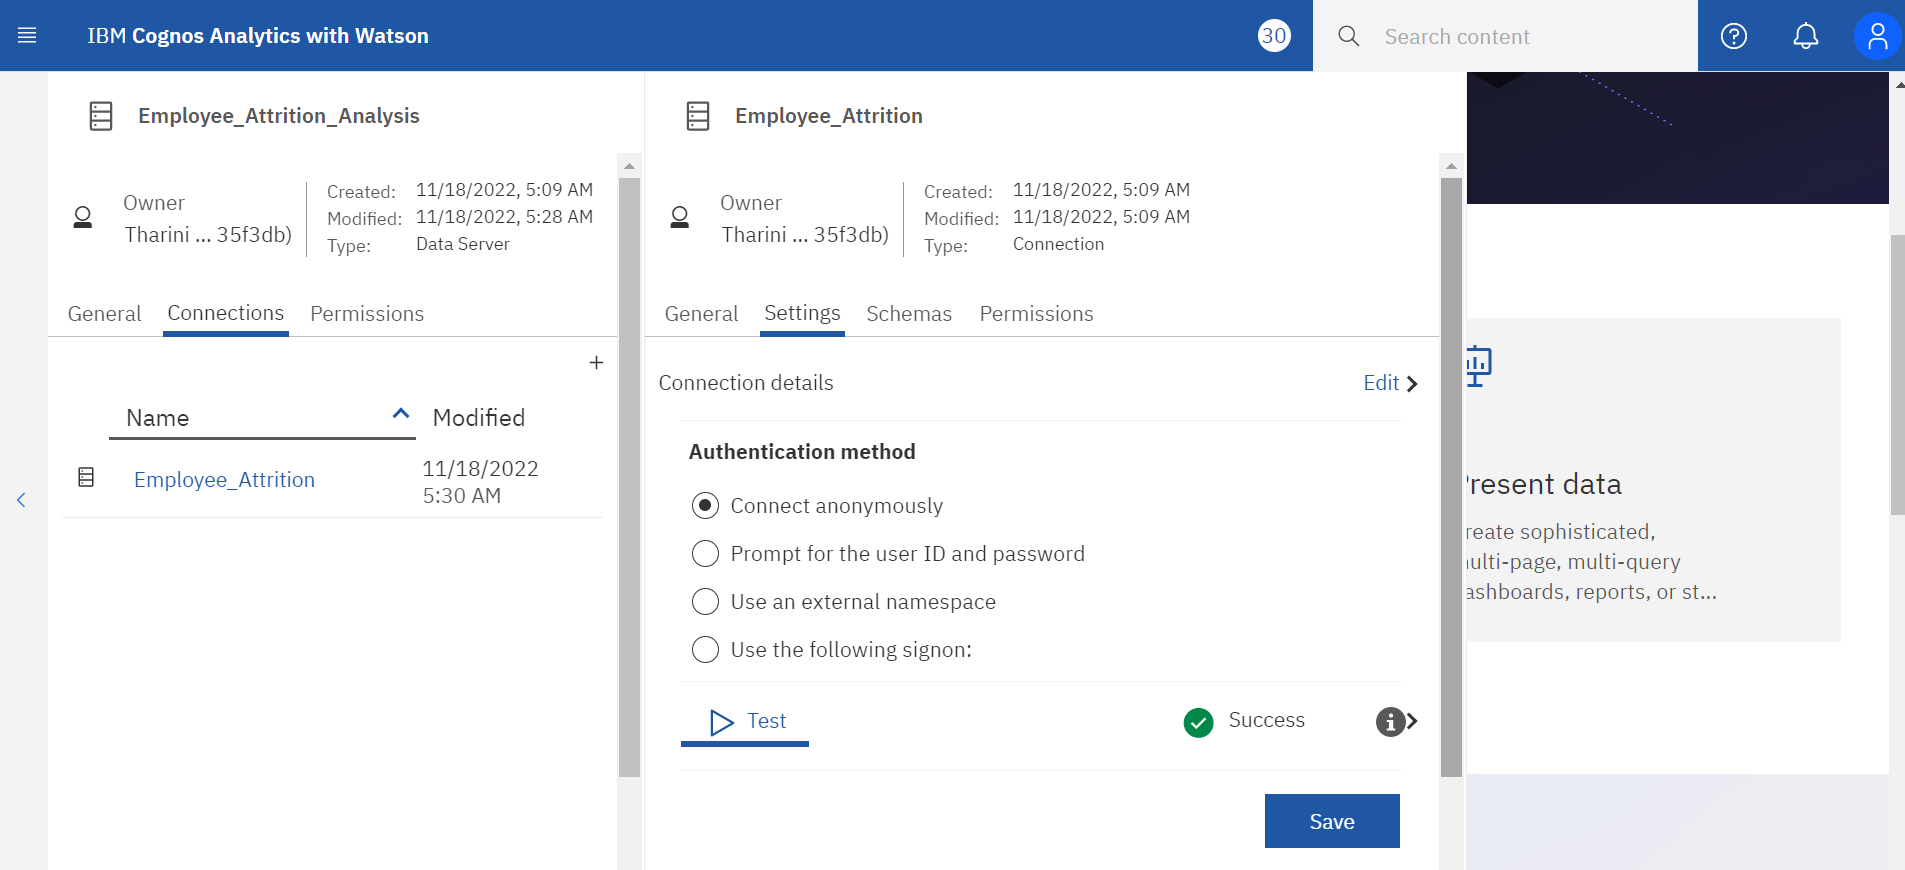 IBM Cognos Analytics with Watson
30
Search content
Employee_Attrition_Analysis
Owner
Tharini ... 35f3db)
Created: 11/18/2022, 5:09 AM
Modified: 11/18/2022, 5:28 AM
Type: Data Server
General Connections Permissions
+
Name Modified
Employee_Attrition 11/18/2022
5:30 AM
Employee_Attrition
Owner
Tharini ... 35f3db)
Created: 11/18/2022, 5:09 AM
Modified: 11/18/2022, 5:09 AM
Type: Connection
General Settings Schemas Permissions
Connection details Edit
Authentication method
Connect anonymously
Prompt for the user ID and password
Use an external namespace
Use the following signon:
Test Success
Save
resent data
reate sophisticated,
ulti-page, multi-query
ashboards, reports, or st...